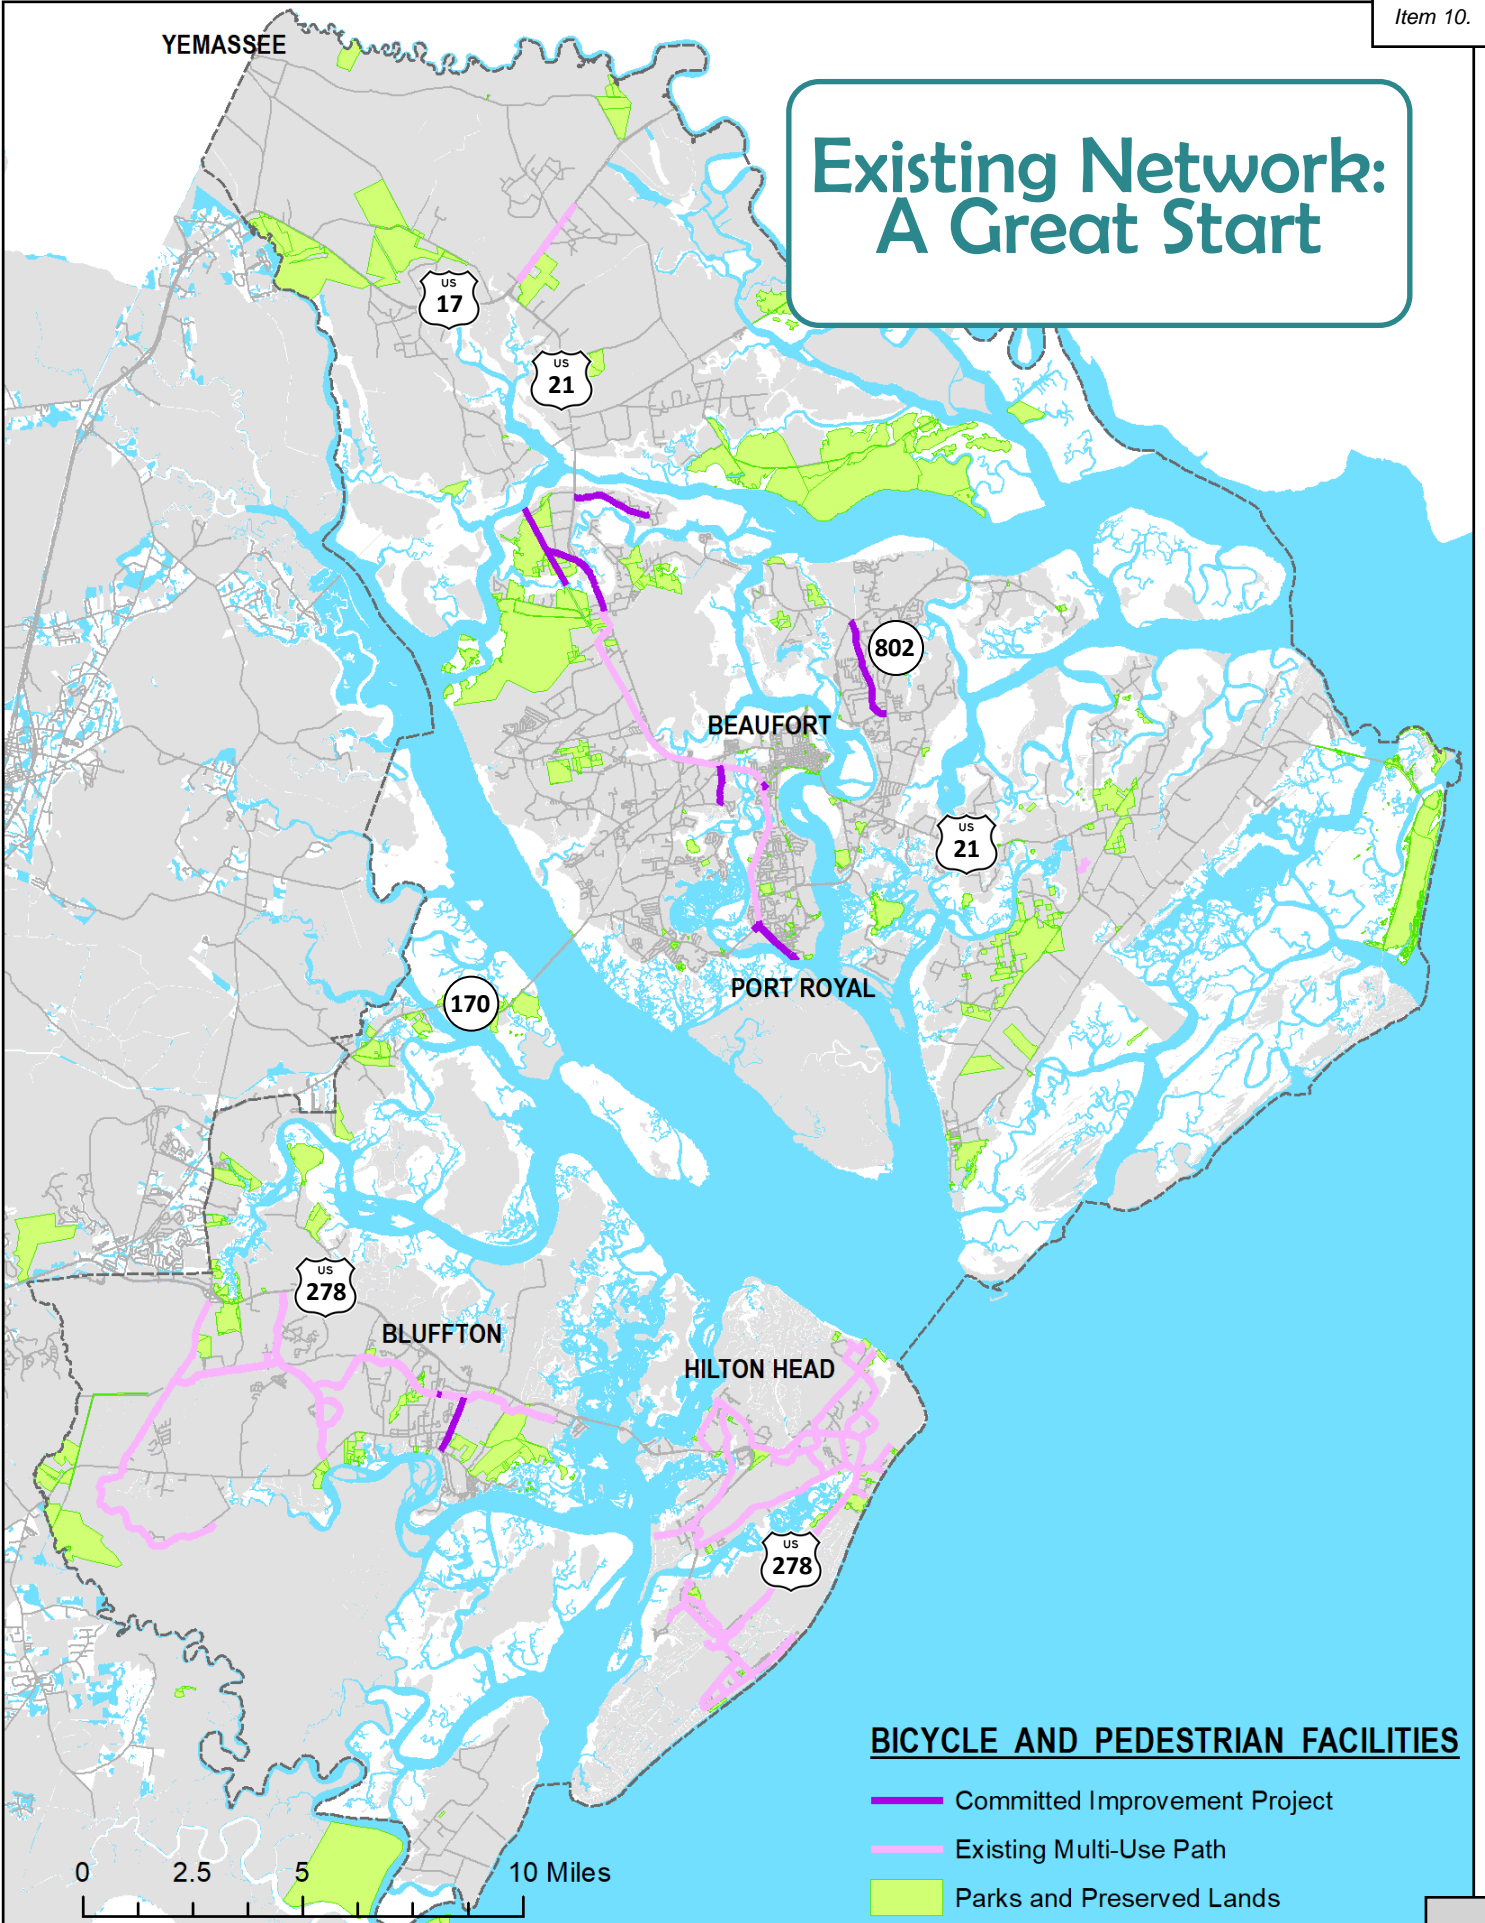 Item 10.
YEMASSEE
Existing Network:
A Great Start
US
17
US
21
802
BEAUFORT
US
21
PORT ROYAL
170
US
278
BLUFFTON
HILTON HEAD
US
278
BICYCLE AND PEDESTRIAN FACILITIES
Committed Improvement Project
Existing Multi-Use Path
Parks and Preserved Lands
0 2.5 5 10 Miles